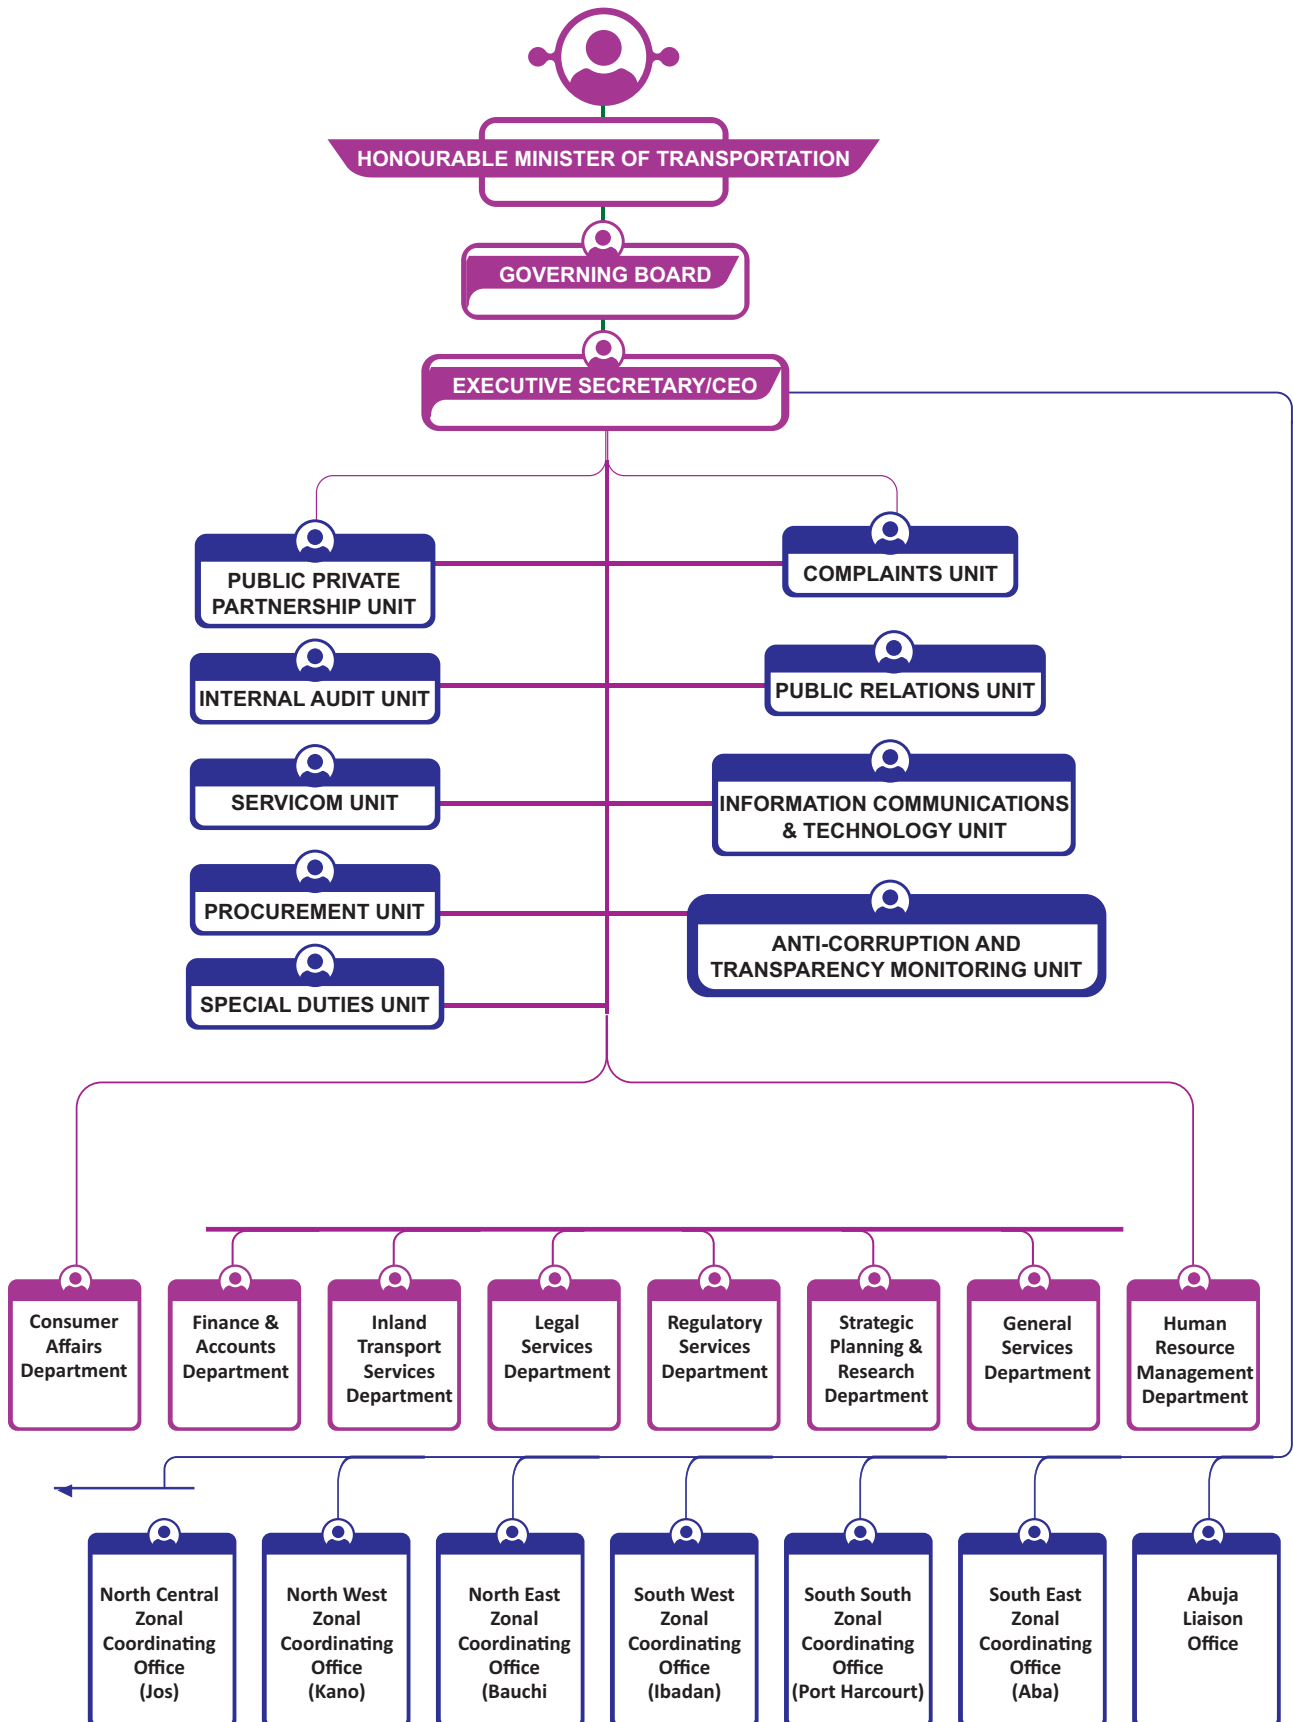 HONOURABLE MINISTER OF TRANSPORTATION
GOVERNING BOARD
EXECUTIVE SECRETARY/CEO
PUBLIC PRIVATE
PARTNERSHIP UNIT
COMPLAINTS UNIT
INTERNAL AUDIT UNIT
PUBLIC RELATIONS UNIT
SERVICOM UNIT
INFORMATION COMMUNICATIONS
& TECHNOLOGY UNIT
PROCUREMENT UNIT
ANTI-CORRUPTION AND
TRANSPARENCY MONITORING UNIT
SPECIAL DUTIES UNIT
Consumer
Affairs
Department
Finance &
Accounts
Department
Inland
Transport
Services
Department
Legal
Services
Department
Regulatory
Services
Department
Strategic
Planning &
Research
Department
General
Services
Department
Human
Resource
Management
Department
North Central
Zonal
Coordinating
Office
(Jos)
North West
Zonal
Coordinating
Office
(Kano)
North East
Zonal
Coordinating
Office
(Bauchi
South West
Zonal
Coordinating
Office
(Ibadan)
South South
Zonal
Coordinating
Office
(Port Harcourt)
South East
Zonal
Coordinating
Office
(Aba)
Abuja
Liaison
Office